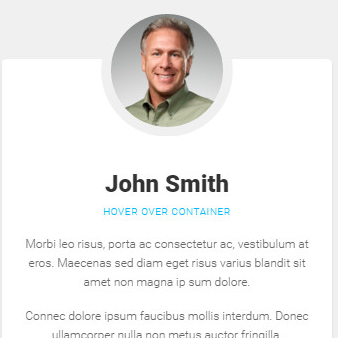 John Smith
HOVER OVER CONTAINER
Morbi leo risus, porta ac consectetur ac, vestibulum at
eros. Maecenas sed diam eget risus varius blandit sit
amet non magna ip sum dolore.
Connec dolore ipsum faucibus mollis interdum. Donec
ullamcorper nulla non metus auctor fringilla.